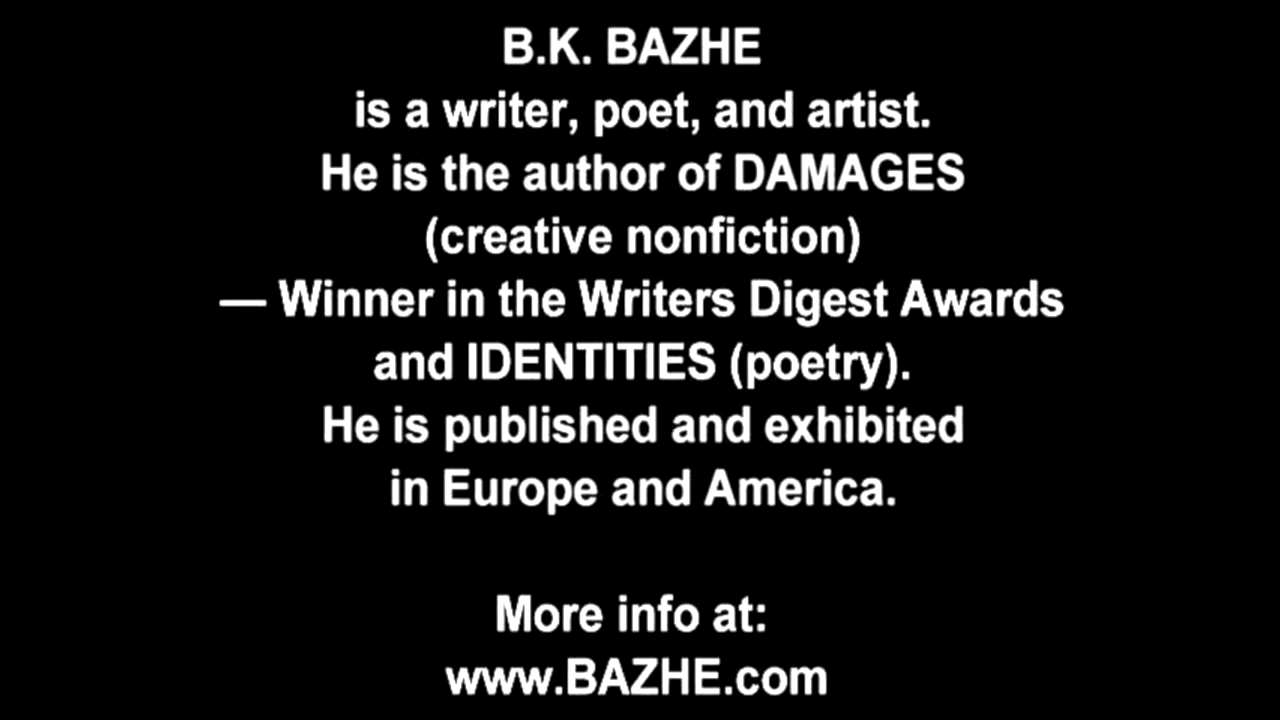 B.K. BAZHE
is a writer, poet, and artist.
He is the author of DAMAGES
(creative nonfiction)
— Winner in the Writers Digest Awards
and IDENTITIES (poetry).
He is published and exhibited
in Europe and America.
More info at:
www.BAZHE.com